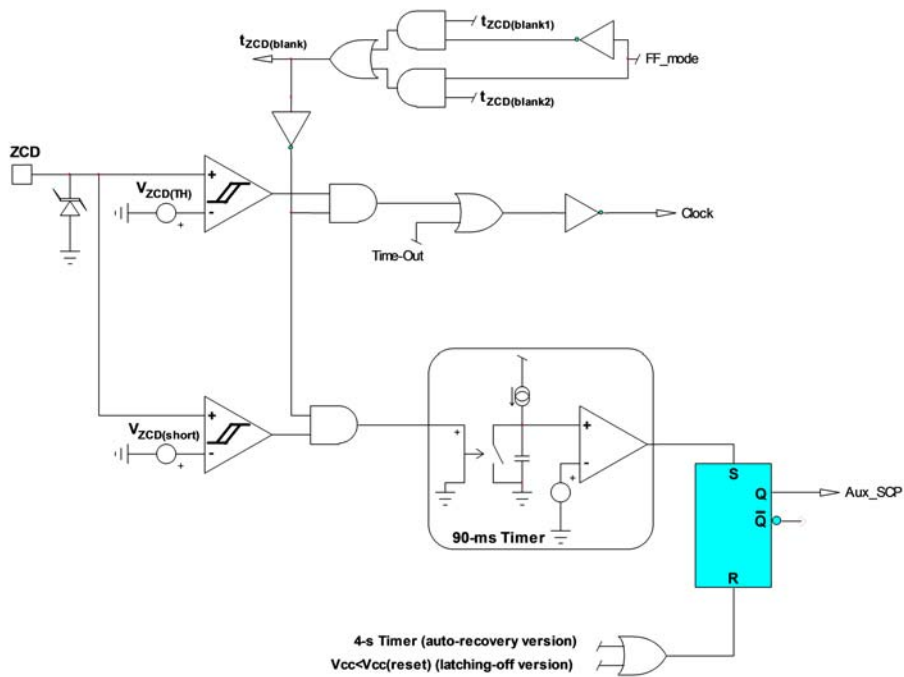 tZCD(blank1)
tZCD(blank)
FF_mode
tZCD(blank2)
ZCD
VZCD(TH)
+
-
+
Clock
Time-Out
VZCD(short)
+
-
+
+
+
-
+
90-ms Timer
S
Q
Aux_SCP
Q̅
R
4-s Timer (auto-recovery version)
Vcc<Vcc(reset) (latching-off version)